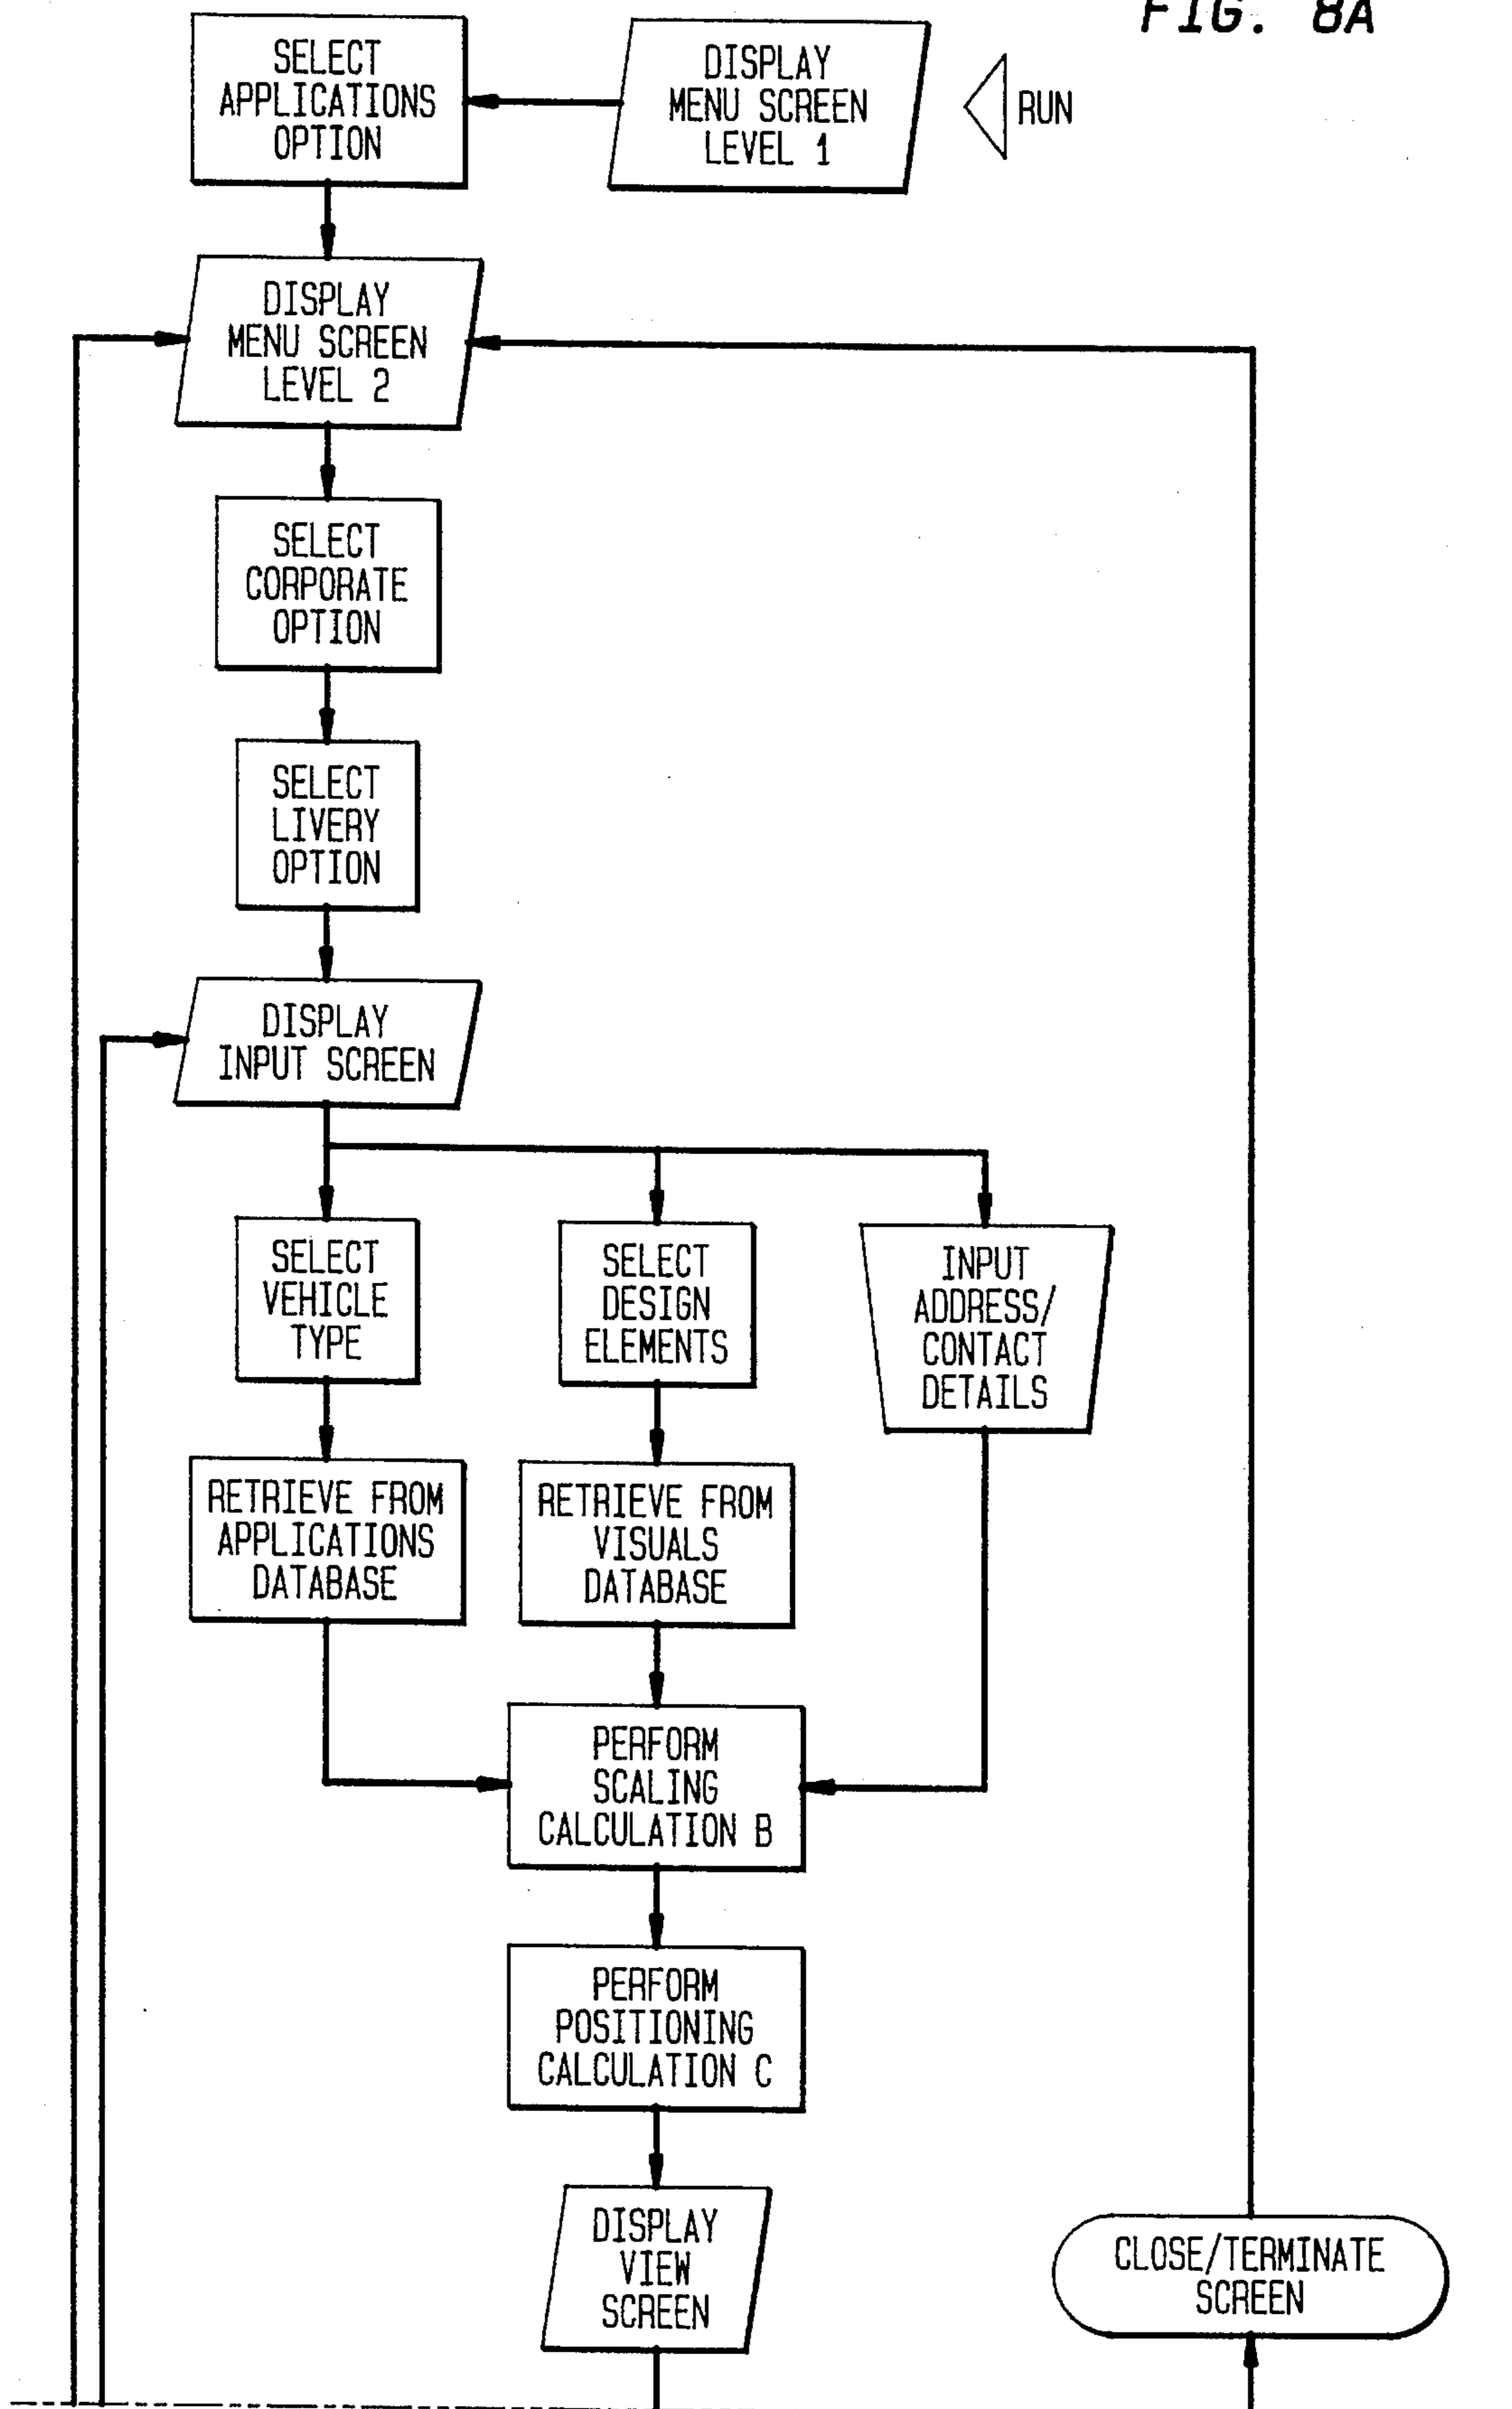 FIG. 8A
SELECT
APPLICATIONS
OPTION
DISPLAY
MENU SCREEN
LEVEL 1
RUN
DISPLAY
MENU SCREEN
LEVEL 2
SELECT
CORPORATE
OPTION
SELECT
LIVERY
OPTION
DISPLAY
INPUT SCREEN
SELECT
VEHICLE
TYPE
SELECT
DESIGN
ELEMENTS
INPUT
ADDRESS/
CONTACT
DETAILS
RETRIEVE FROM
APPLICATIONS
DATABASE
RETRIEVE FROM
VISUALS
DATABASE
PERFORM
SCALING
CALCULATION B
PERFORM
POSITIONING
CALCULATION C
DISPLAY
VIEW
SCREEN
CLOSE/TERMINATE
SCREEN